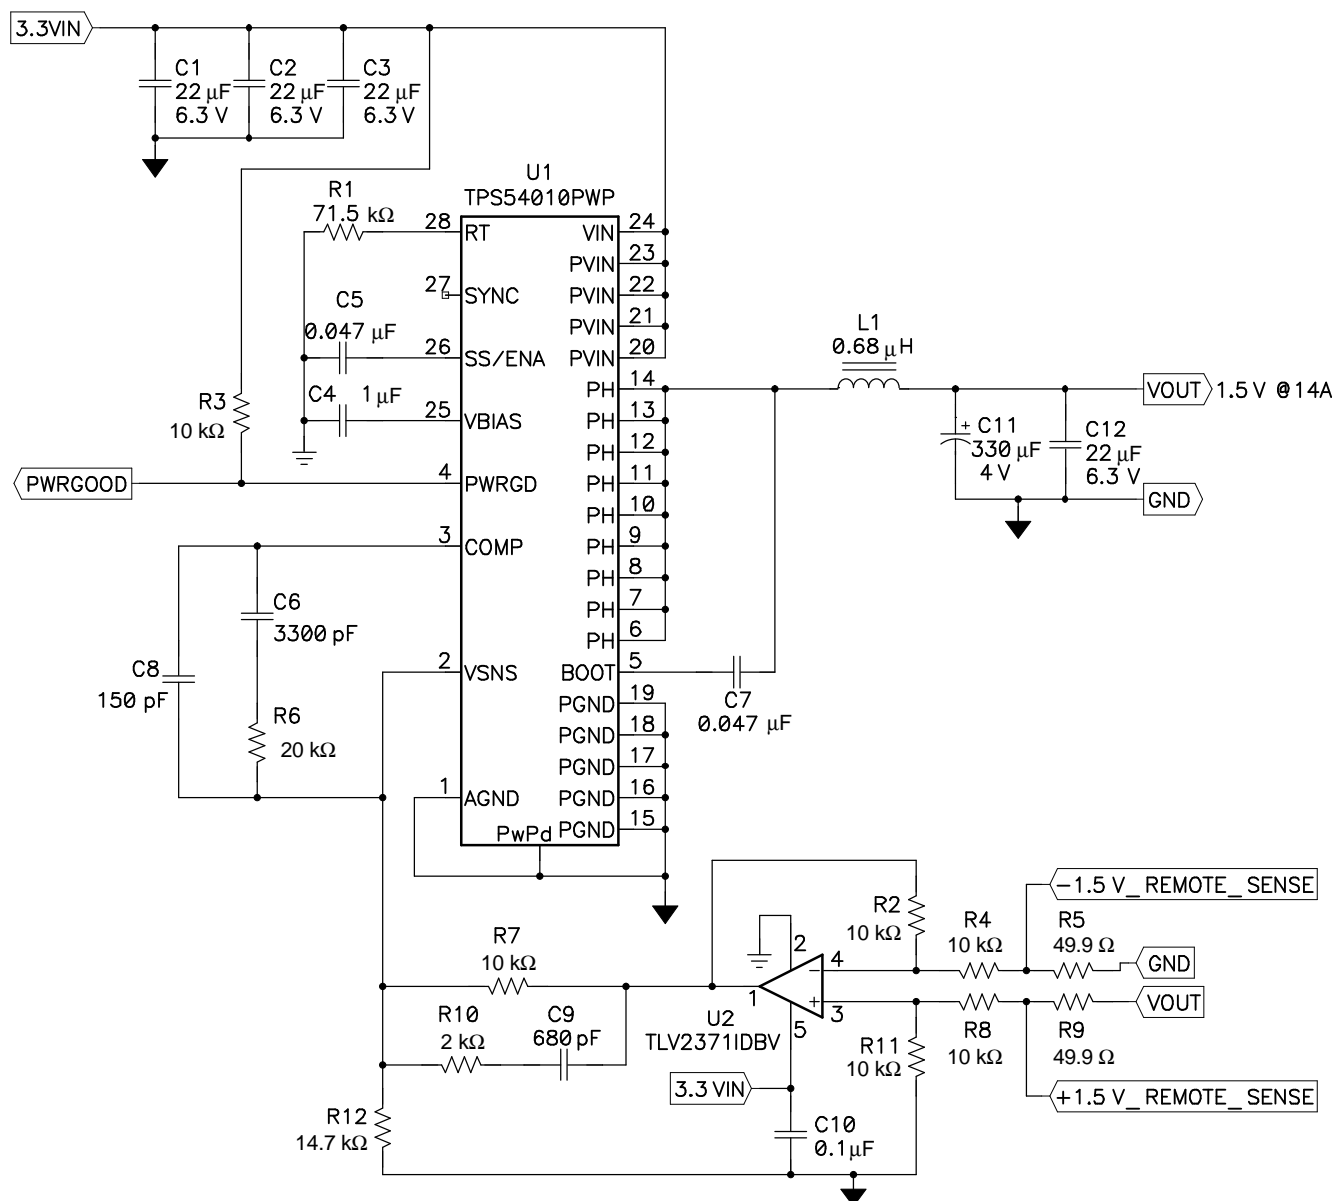 3.3VIN
C1
22 µF
6.3 V
C2
22 µF
6.3 V
C3
22 µF
6.3 V
U1
TPS54010PWP
R1
71.5 kΩ
28
RT
27
SYNC
C5
0.047 µF
26
SS/ENA
C4
1 µF
25
VBIAS
R3
10 kΩ
4
PWRGD
PWRGOOD
3
COMP
C6
3300 pF
C8
150 pF
R6
20 kΩ
2
VSNS
1
AGND
PwPd
VIN
24
PVIN
23
PVIN
22
PVIN
21
PVIN
20
PH
14
PH
13
PH
12
PH
11
PH
10
PH
9
PH
8
PH
7
PH
6
BOOT
5
PGND
19
PGND
18
PGND
17
PGND
16
PGND
15
C7
0.047 µF
L1
0.68 µH
VOUT
1.5 V @14A
+
C11
330 µF
4 V
C12
22 µF
6.3 V
GND
−1.5 V_REMOTE_SENSE
R2
10 kΩ
R4
10 kΩ
R5
49.9 Ω
GND
R7
10 kΩ
2
4
−
1
+
3
5
U2
TLV2371IDBV
VOUT
R10
2 kΩ
C9
680 pF
R11
10 kΩ
R8
10 kΩ
R9
49.9 Ω
3.3 VIN
+1.5 V_REMOTE_SENSE
R12
14.7 kΩ
C10
0.1µF